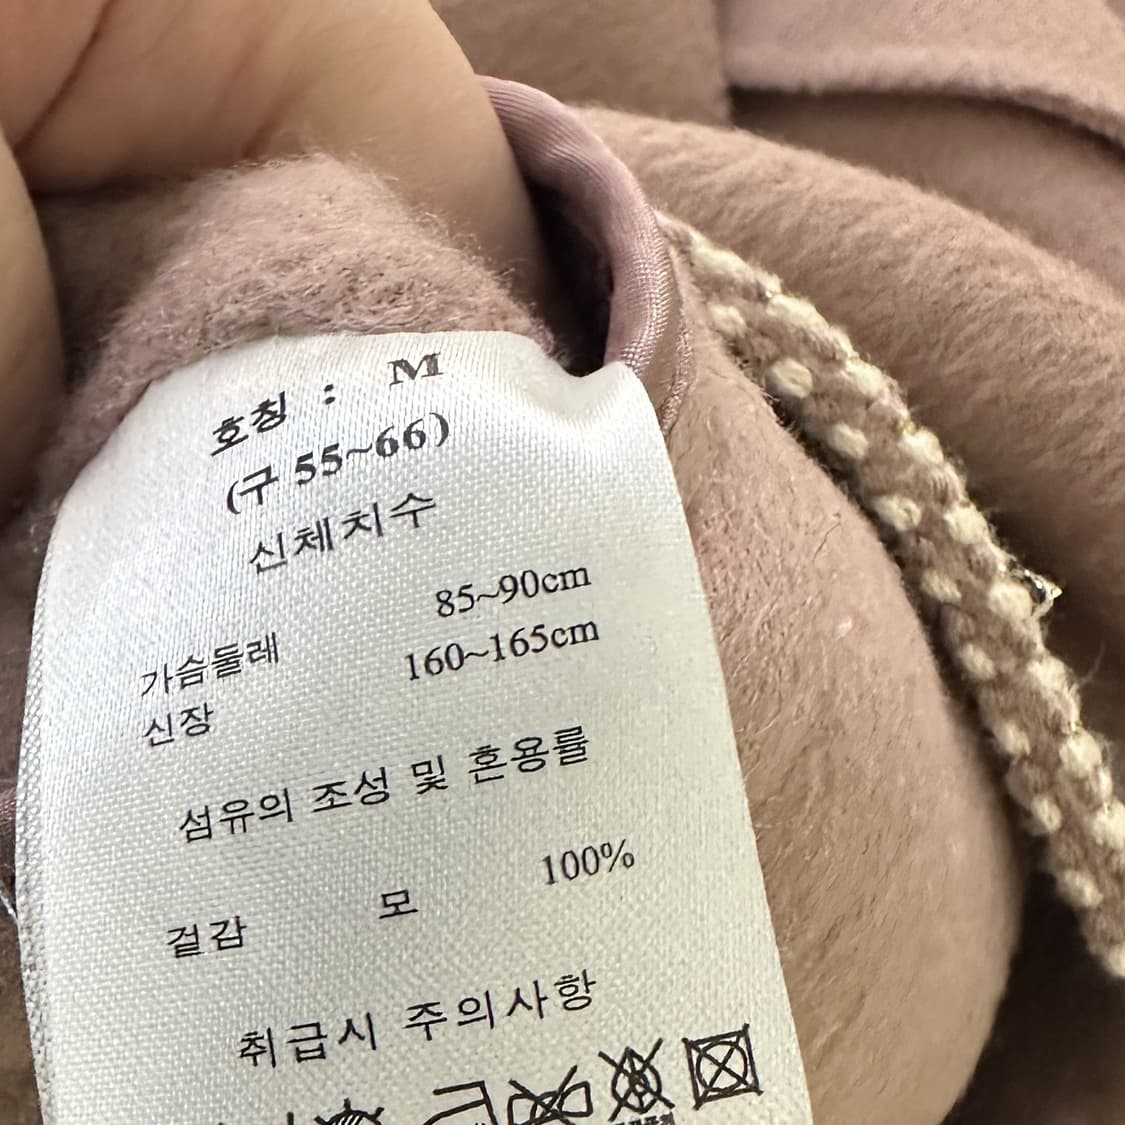 호칭 : M
(구 55~66)
신체치수
가슴둘레 85~90cm
신장 160~165cm
섬유의 조성 및 혼용률
겉감 모 100%
취급시 주의사항